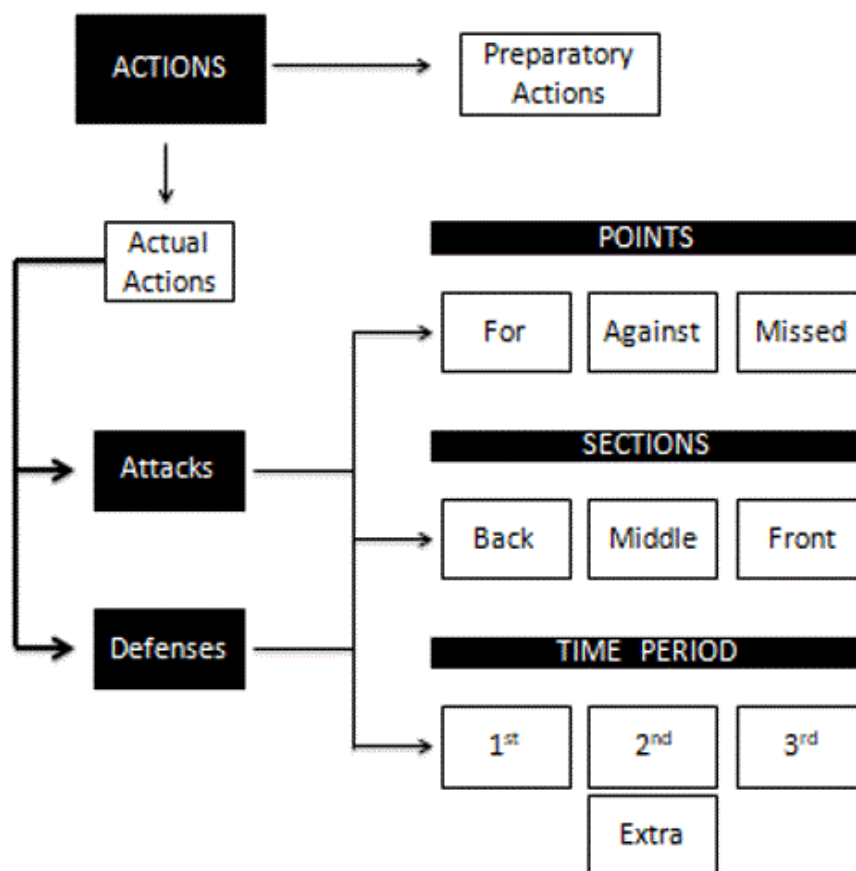 ACTIONS
Preparatory
Actions
Actual
Actions
POINTS
For
Against
Missed
Attacks
SECTIONS
Back
Middle
Front
Defenses
TIME PERIOD
1st
2nd
3rd
Extra